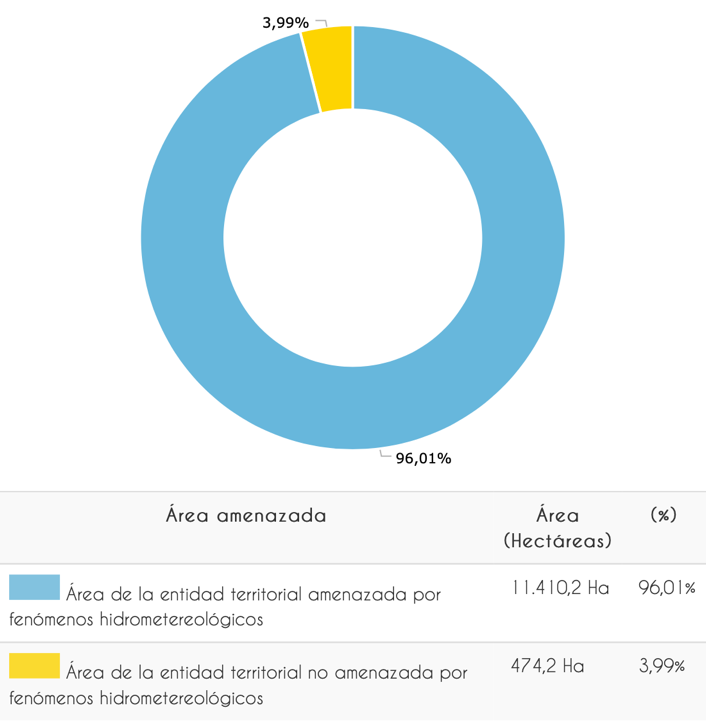 3,99%
96,01%
Área amenazada
Área
(Hectáreas)
(%)
Área de la entidad territorial amenazada por
fenómenos hidrometereológicos
11.410,2 Ha
96,01%
Área de la entidad territorial no amenazada por
fenómenos hidrometereológicos
474,2 Ha
3,99%